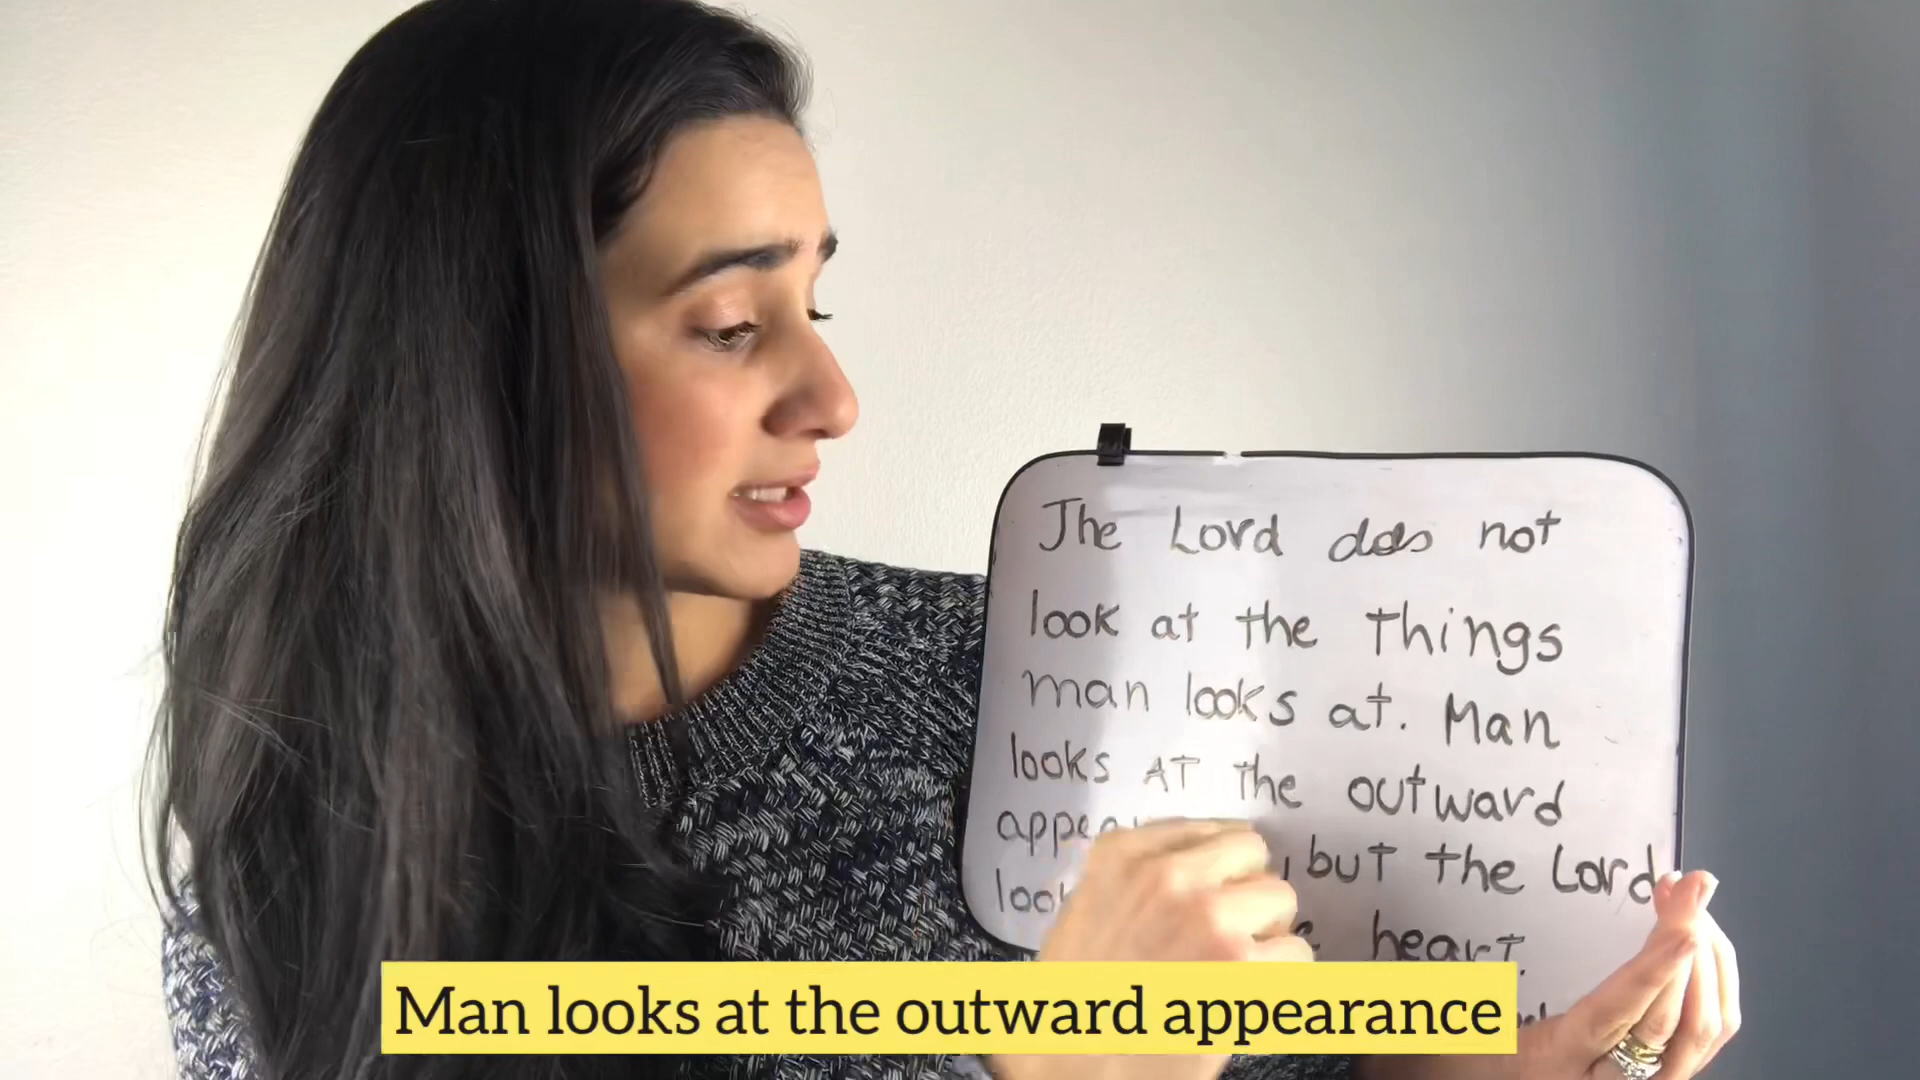 The Lord does not
look at the things
man looks at. Man
looks AT the outward
, but the Lord
heart.
Man looks at the outward appearance